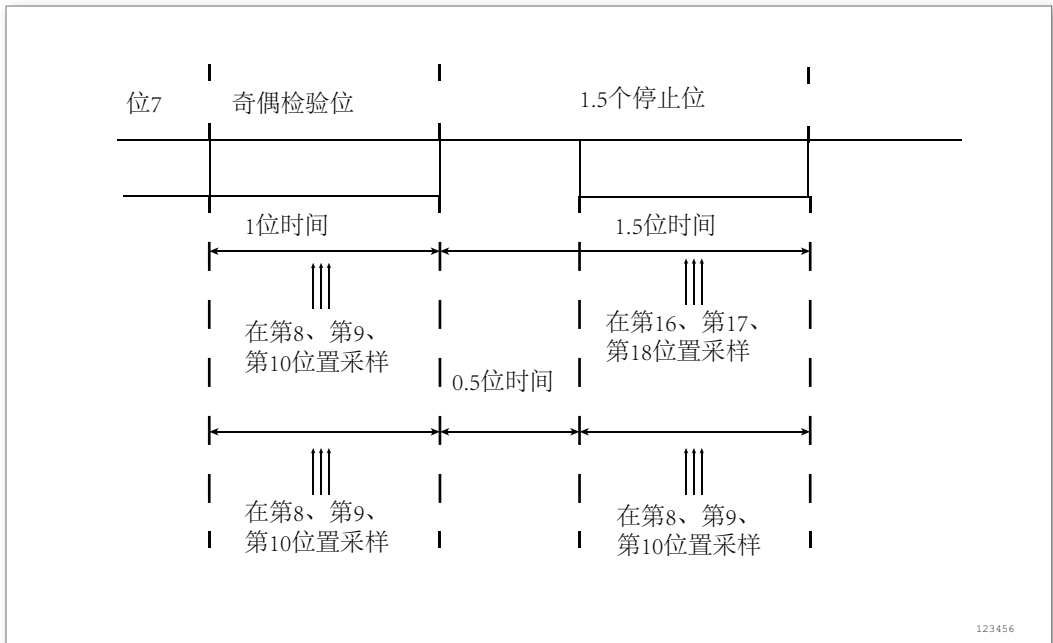 位7
奇偶检验位
1.5个停止位
1位时间
1.5位时间
在第8、第9、
第10位置采样
在第16、第17、
第18位置采样
0.5位时间
在第8、第9、
第10位置采样
在第8、第9、
第10位置采样
123456